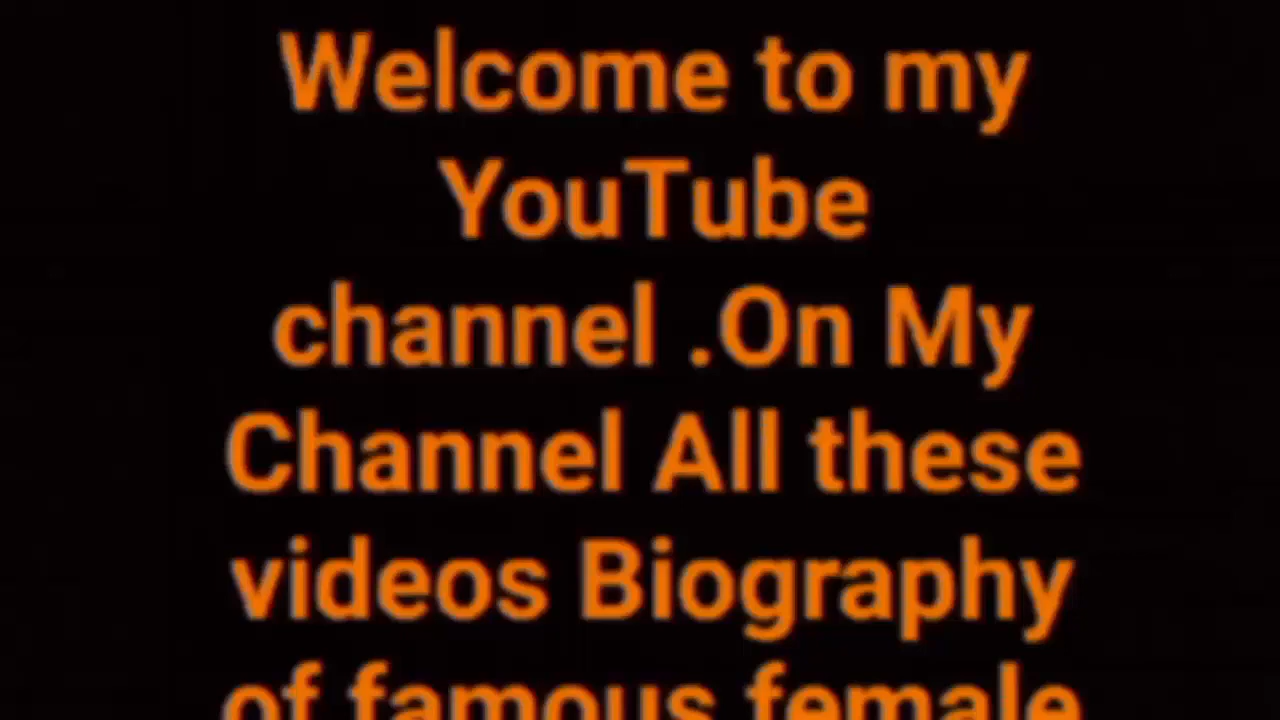 Welcome to my
YouTube
channel .On My
Channel All these
videos Biography
of famous female